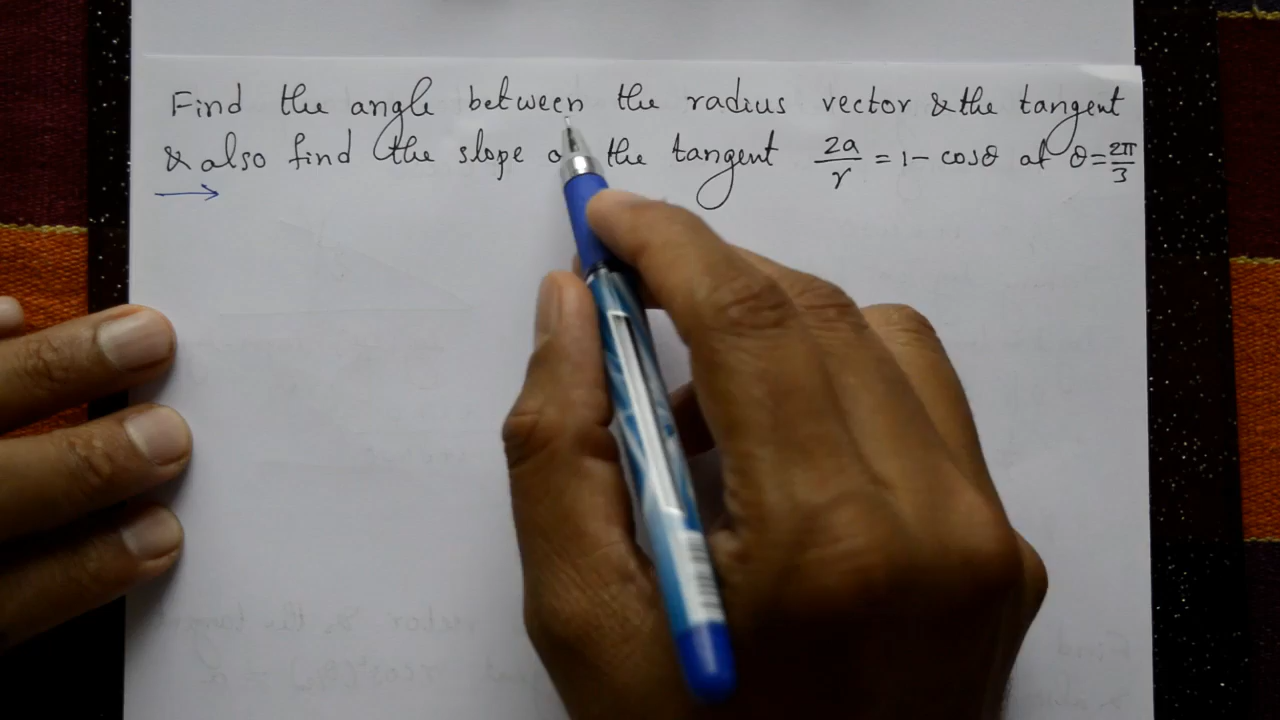 Find the angle between the radius vector & the tangent
& also find the slope the tangent 2a/r = 1 - cosθ at θ = 2π/3